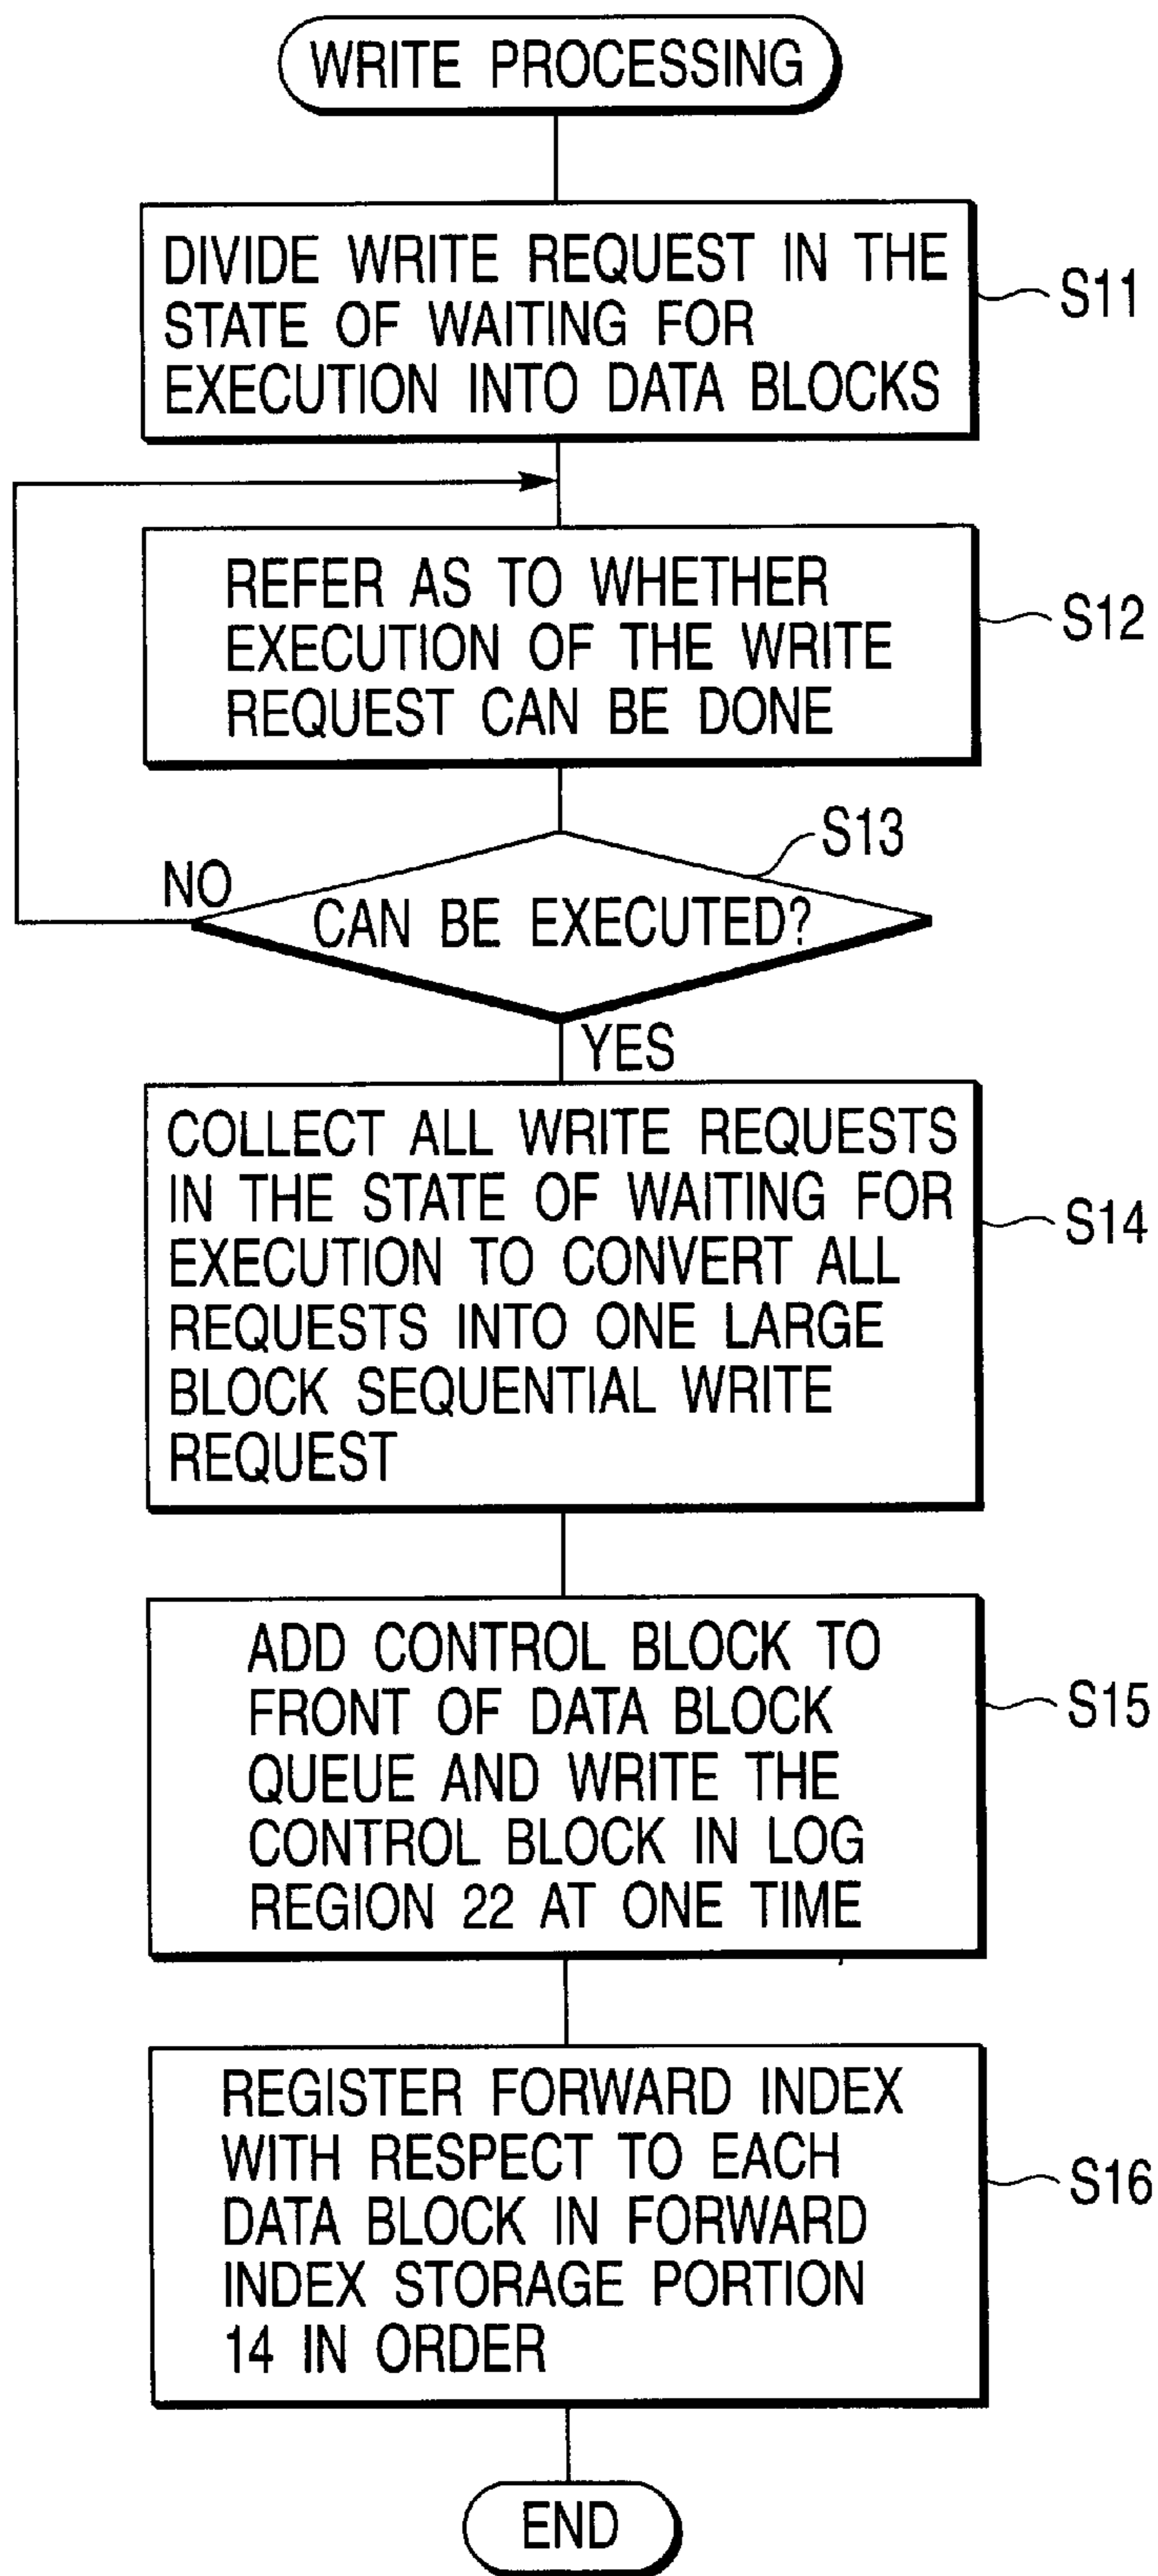 WRITE PROCESSING
DIVIDE WRITE REQUEST IN THE
STATE OF WAITING FOR
EXECUTION INTO DATA BLOCKS
S11
REFER AS TO WHETHER
EXECUTION OF THE WRITE
REQUEST CAN BE DONE
S12
S13
NO
CAN BE EXECUTED?
YES
COLLECT ALL WRITE REQUESTS
IN THE STATE OF WAITING FOR
EXECUTION TO CONVERT ALL
REQUESTS INTO ONE LARGE
BLOCK SEQUENTIAL WRITE
REQUEST
S14
ADD CONTROL BLOCK TO
FRONT OF DATA BLOCK
QUEUE AND WRITE THE
CONTROL BLOCK IN LOG
REGION 22 AT ONE TIME
S15
REGISTER FORWARD INDEX
WITH RESPECT TO EACH
DATA BLOCK IN FORWARD
INDEX STORAGE PORTION
14 IN ORDER
S16
END